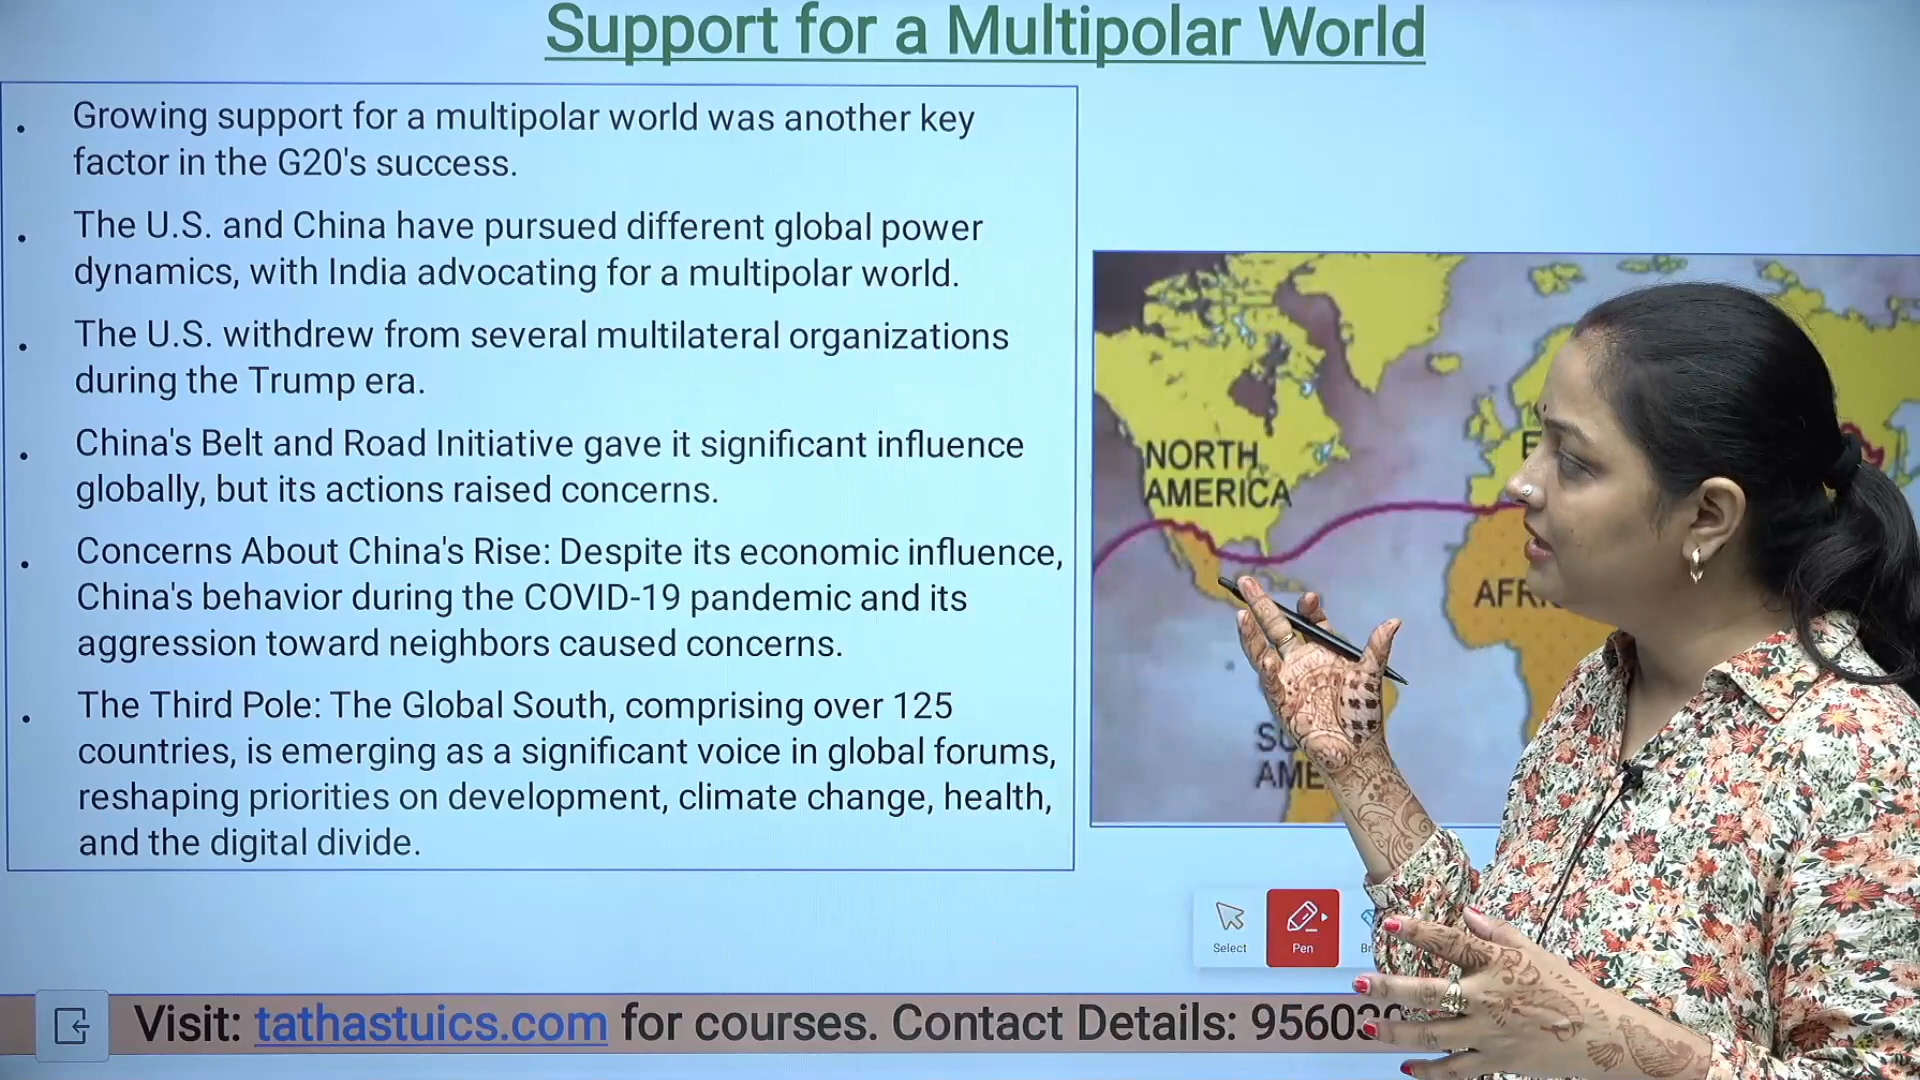 Support for a Multipolar World
Growing support for a multipolar world was another key
factor in the G20's success.
The U.S. and China have pursued different global power
dynamics, with India advocating for a multipolar world.
The U.S. withdrew from several multilateral organizations
during the Trump era.
China's Belt and Road Initiative gave it significant influence
globally, but its actions raised concerns.
Concerns About China's Rise: Despite its economic influence,
China's behavior during the COVID-19 pandemic and its
aggression toward neighbors caused concerns.
The Third Pole: The Global South, comprising over 125
countries, is emerging as a significant voice in global forums,
reshaping priorities on development, climate change, health,
and the digital divide.
NORTH
AMERICA
Select
Pen
Visit: tathastuics.com for courses. Contact Details: